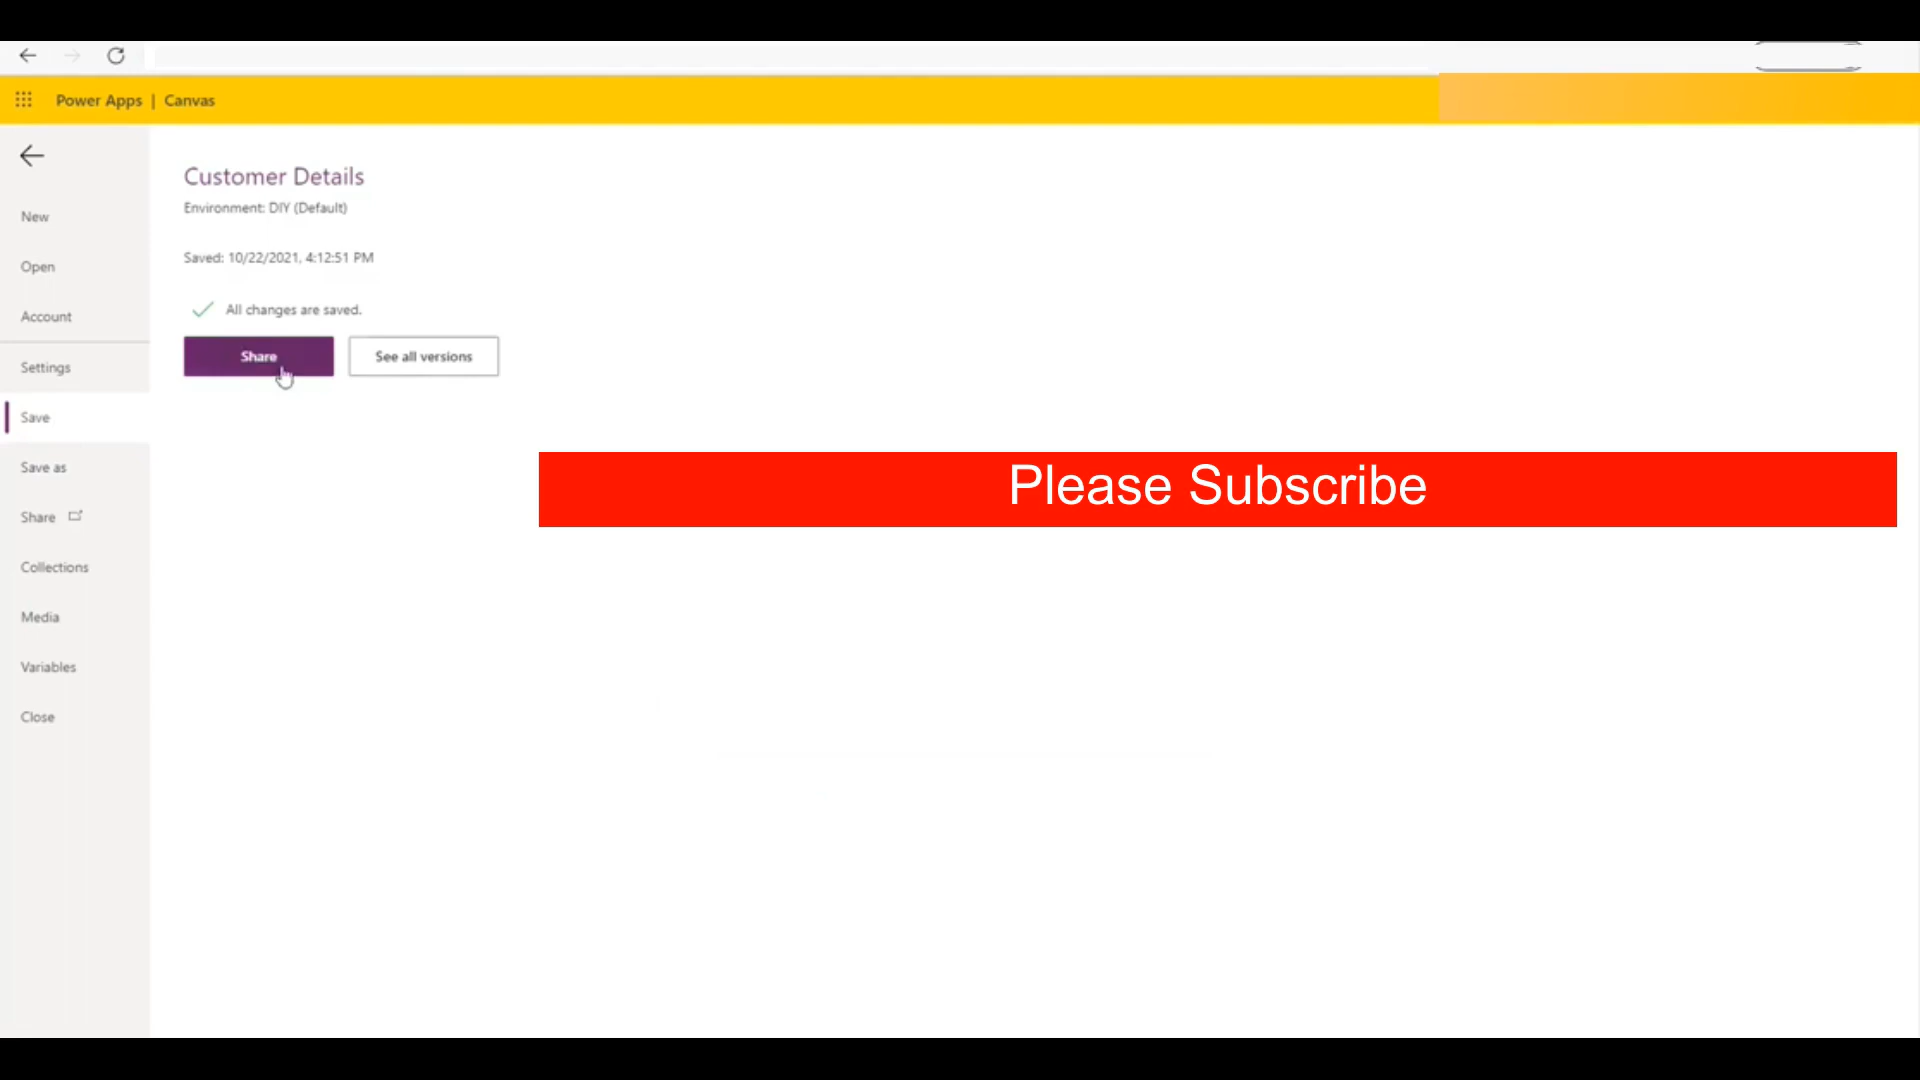 Power Apps | Canvas
Customer Details
Environment: DIY (Default)
Saved: 10/22/2021, 4:12:51 PM
All changes are saved.
Share
See all versions
New
Open
Account
Settings
Save
Save as
Share
Collections
Media
Variables
Close
Please Subscribe